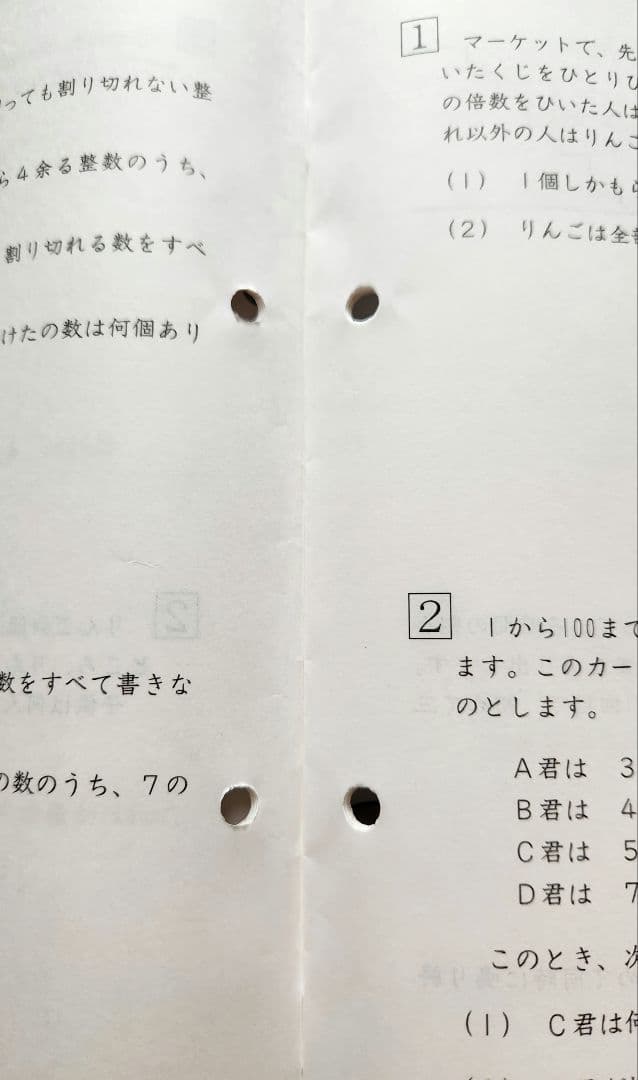 っても割り切れない整
ら4余る整数のうち、
割り切れる数をすべ
けたの数は何個あり
数をすべて書きな
の数のうち、7の
1 マーケットで、先
いたくじをひとりひ
の倍数をひいた人は
れ以外の人はりんご
(1) 1個しかもら
(2) りんごは全部
2 1から100まで
ます。このカー
のとします。
A君は 3
B君は 4
C君は 5
D君は 7
このとき、次
(1) C君は何